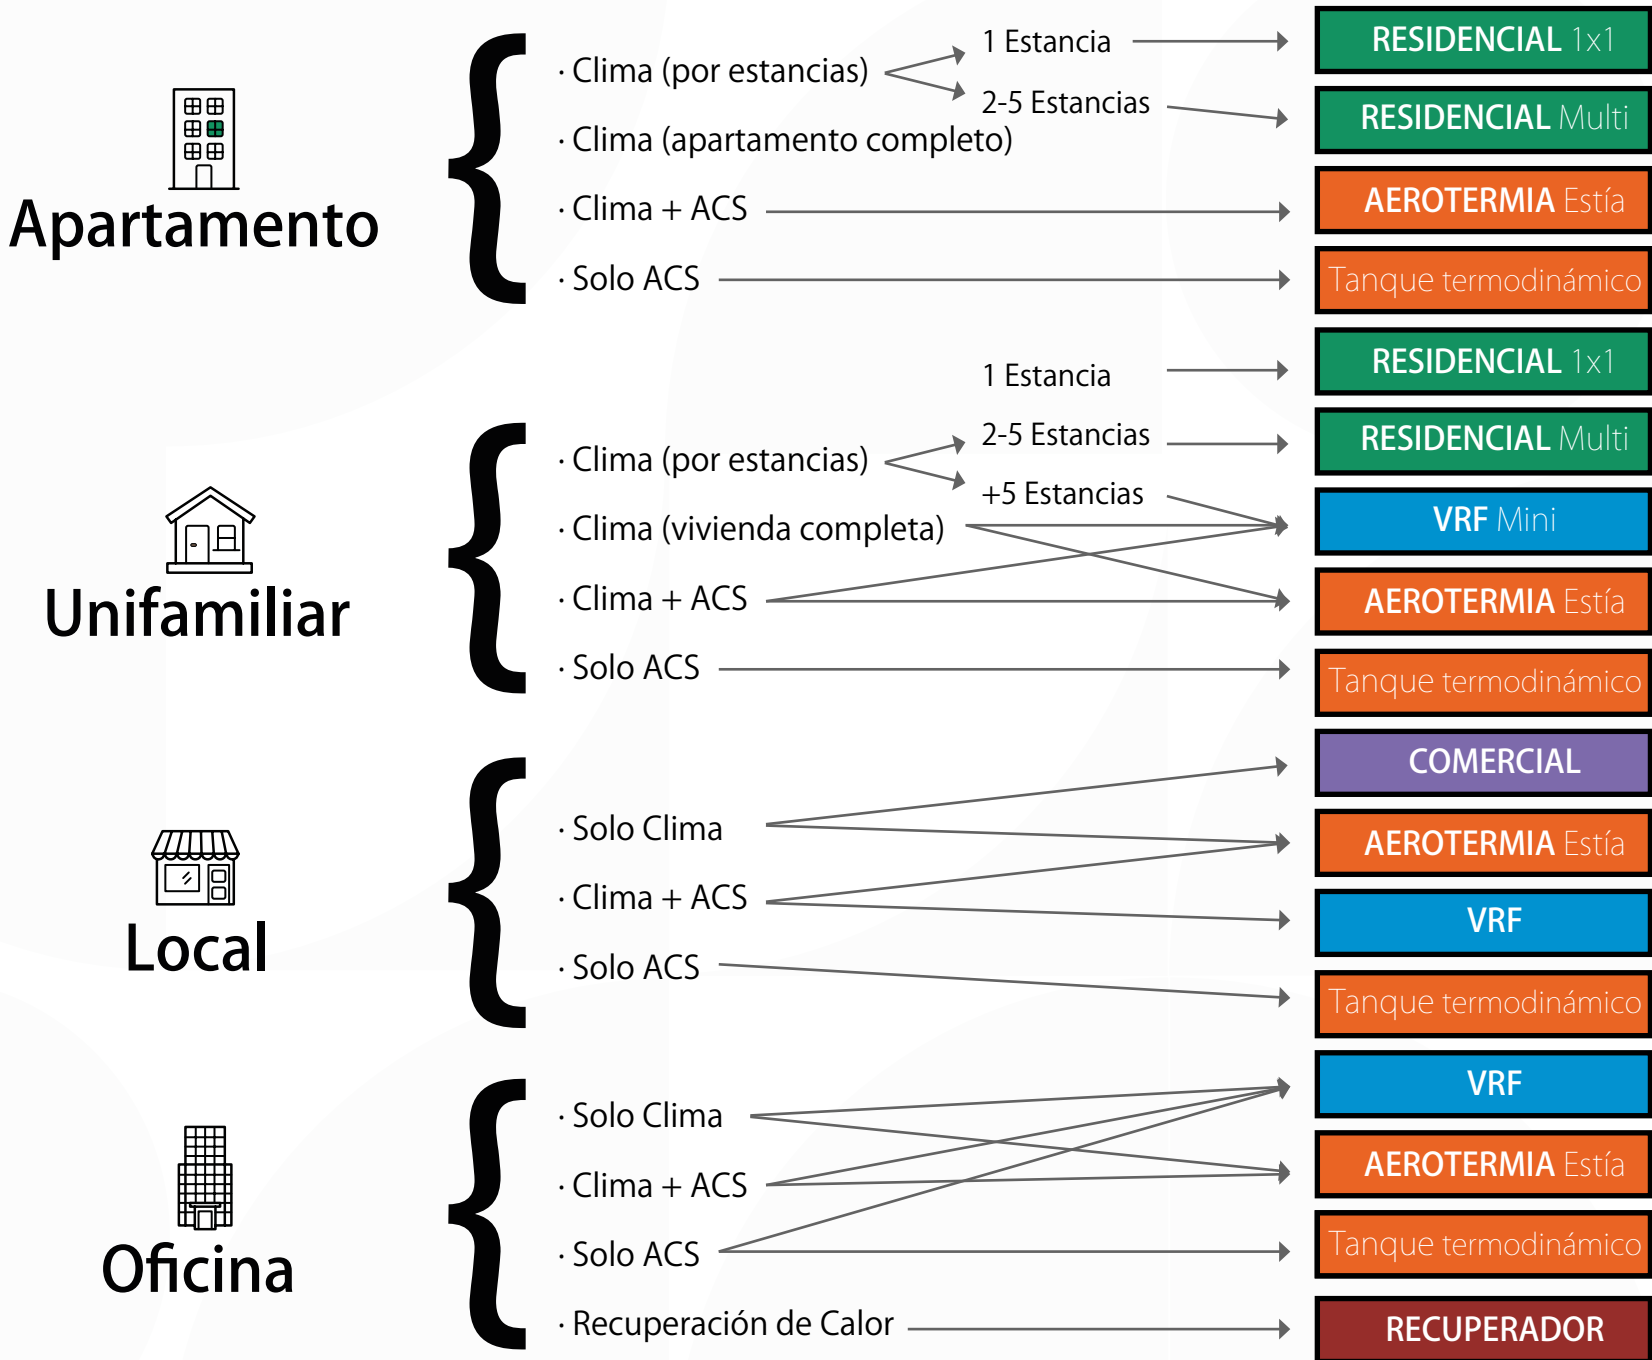 Apartamento
· Clima (por estancias)
1 Estancia
2-5 Estancias
· Clima (apartamento completo)
· Clima + ACS
· Solo ACS
RESIDENCIAL 1x1
RESIDENCIAL Multi
AEROTERMIA Estía
Tanque termodinámico
Unifamiliar
· Clima (por estancias)
1 Estancia
2-5 Estancias
+5 Estancias
· Clima (vivienda completa)
· Clima + ACS
· Solo ACS
RESIDENCIAL 1x1
RESIDENCIAL Multi
VRF Mini
AEROTERMIA Estía
Tanque termodinámico
Local
· Solo Clima
· Clima + ACS
· Solo ACS
COMERCIAL
AEROTERMIA Estía
VRF
Tanque termodinámico
Oficina
· Solo Clima
· Clima + ACS
· Solo ACS
· Recuperación de Calor
VRF
AEROTERMIA Estía
Tanque termodinámico
RECUPERADOR